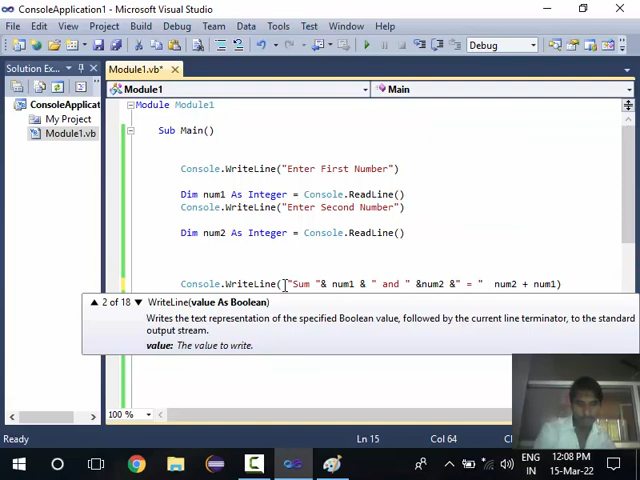 ConsoleApplication1 - Microsoft Visual Studio
File Edit View Project Build Debug Team Data Tools Test Window Help
Debug
Solution Ex...
Module1.vb*
Module1
Main
ConsoleApplicat
My Project
Module1.vb
Module Module1
Sub Main()
Console.WriteLine("Enter First Number")
Dim num1 As Integer = Console.ReadLine()
Console.WriteLine("Enter Second Number")
Dim num2 As Integer = Console.ReadLine()
Console.WriteLine("Sum "& num1 & " and " &num2 &" = "  num2 + num1)
2 of 18 WriteLine(value As Boolean)
Writes the text representation of the specified Boolean value, followed by the current line terminator, to the standard
output stream.
value: The value to write.
100 %
Ready
Ln 15
Col 64
Ch 64
ENG
IN
12:08 PM
15-Mar-22